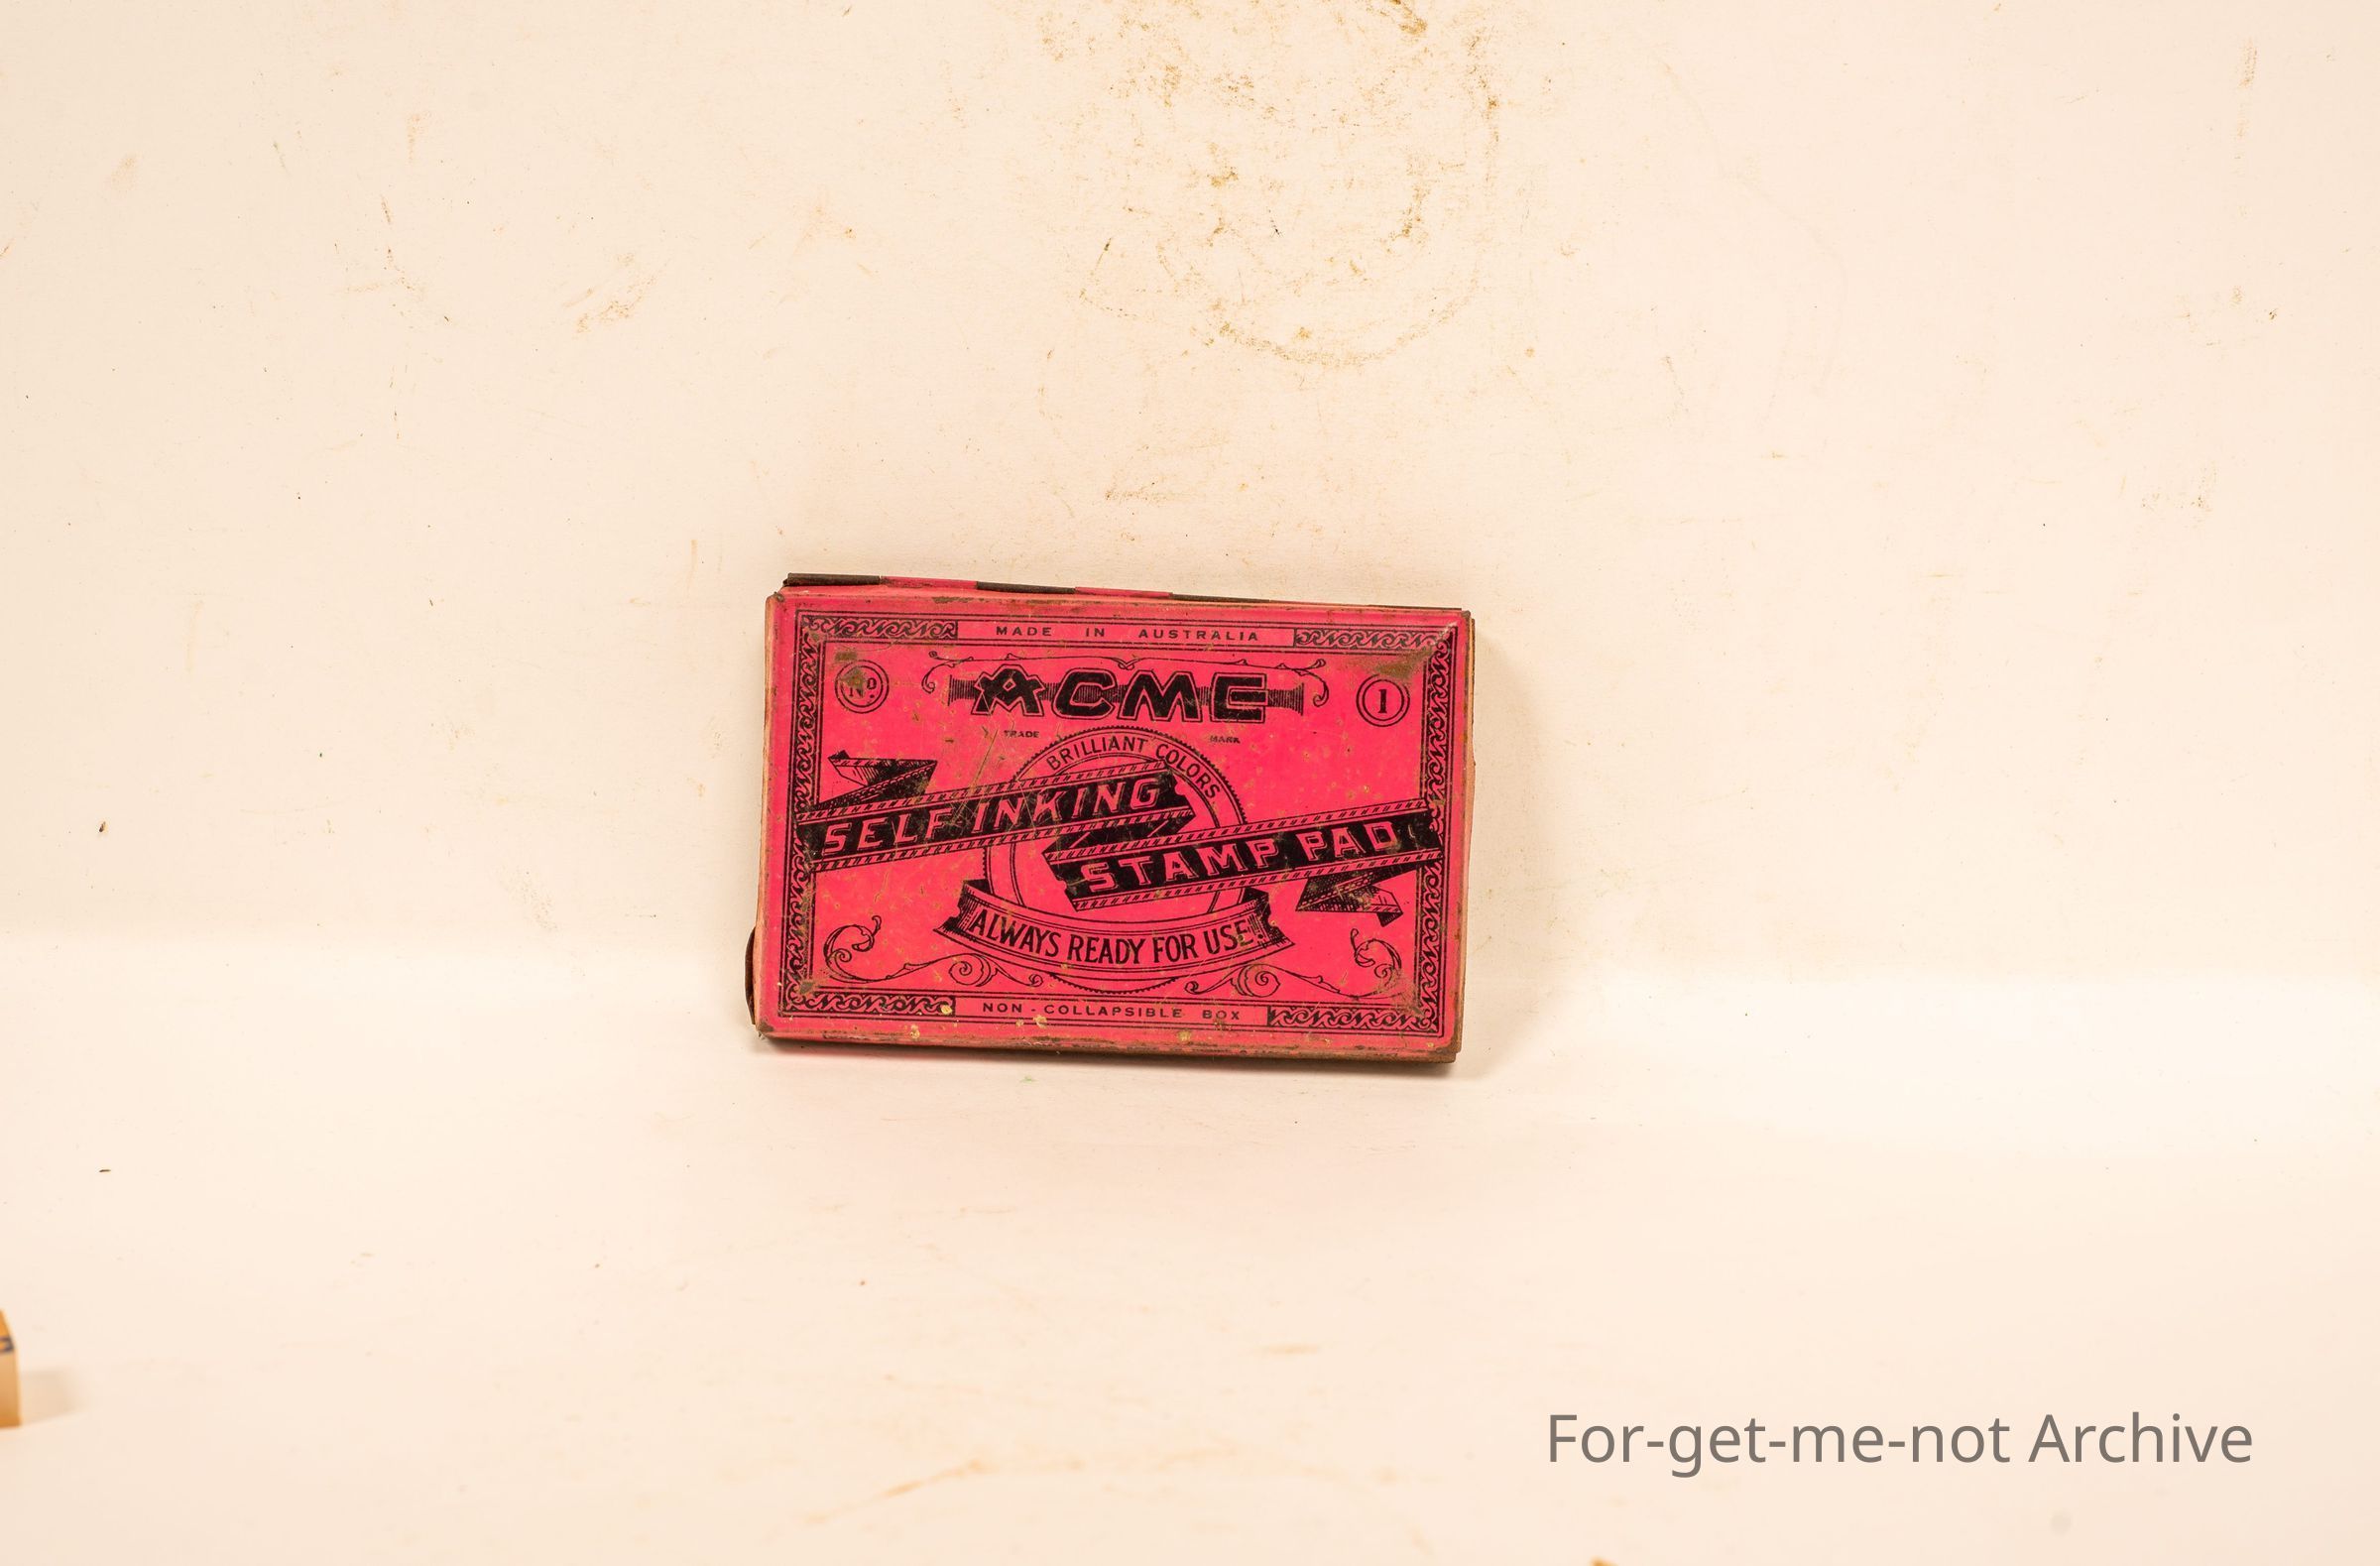 MADE IN AUSTRALIA
No. 1
ACME
TRADE MARK
BRILLIANT COLORS
SELF-INKING
STAMP PAD
ALWAYS READY FOR USE!
NON-COLLAPSIBLE BOX
For-get-me-not Archive